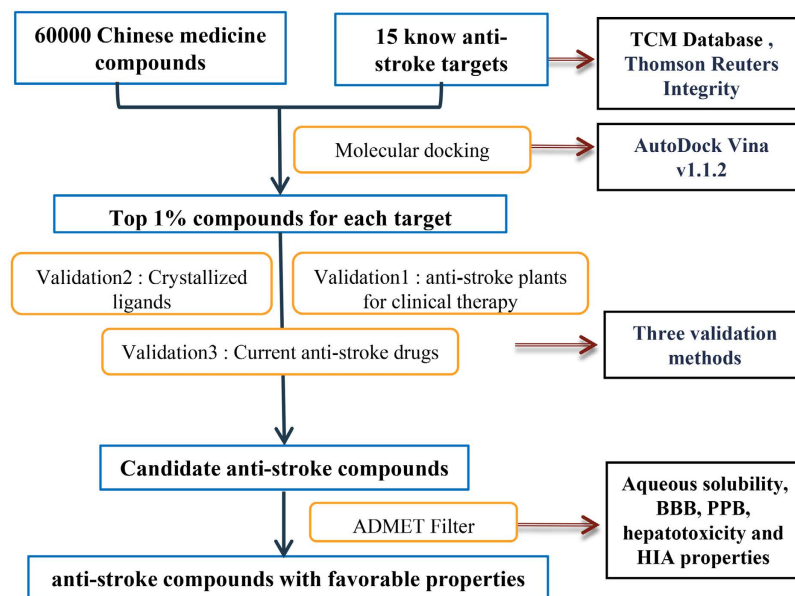 60000 Chinese medicine
compounds
15 know anti-
stroke targets
TCM Database ,
Thomson Reuters
Integrity
Molecular docking
AutoDock Vina
v1.1.2
Top 1% compounds for each target
Validation2 : Crystallized
ligands
Validation1 : anti-stroke plants
for clinical therapy
Validation3 : Current anti-stroke drugs
Three validation
methods
Candidate anti-stroke compounds
ADMET Filter
Aqueous solubility,
BBB, PPB,
hepatotoxicity and
HIA properties
anti-stroke compounds with favorable properties